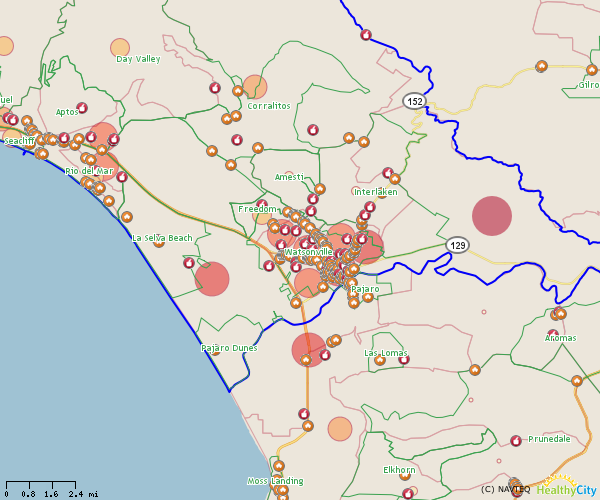 Day Valley
uel
Aptos
Corralitos
152
Gilro
Seacliff
Rio del Mar
Amesti
Interlaken
Freedom
La Selva Beach
Watsonville
129
Pajaro
Pajaro Dunes
Las Lomas
Aromas
Prunedale
Elkhorn
Moss Landing
0 0.8 1.6 2.4 mi
(C) NAVTEQ
HealthyCity